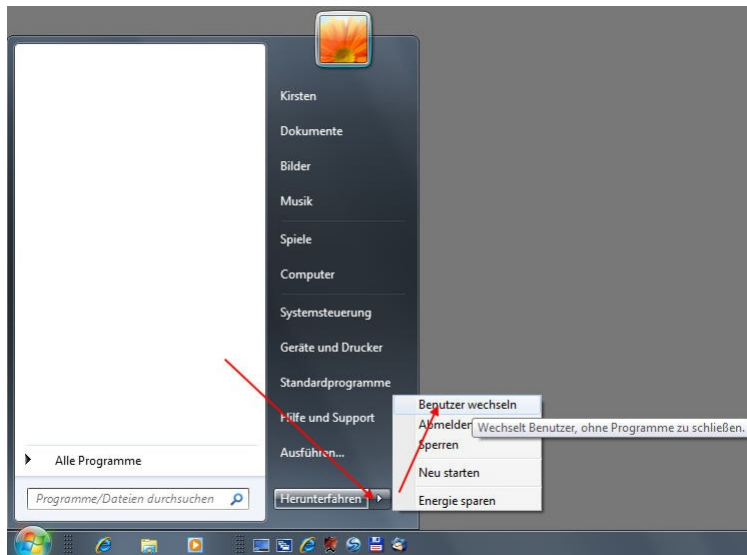 Kirsten
Dokumente
Bilder
Musik
Spiele
Computer
Systemsteuerung
Geräte und Drucker
Standardprogramme
Hilfe und Support
Ausführen...
Alle Programme
Programme/Dateien durchsuchen
Herunterfahren
Benutzer wechseln
Abmelden
Wechselt Benutzer, ohne Programme zu schließen.
Sperren
Neu starten
Energie sparen